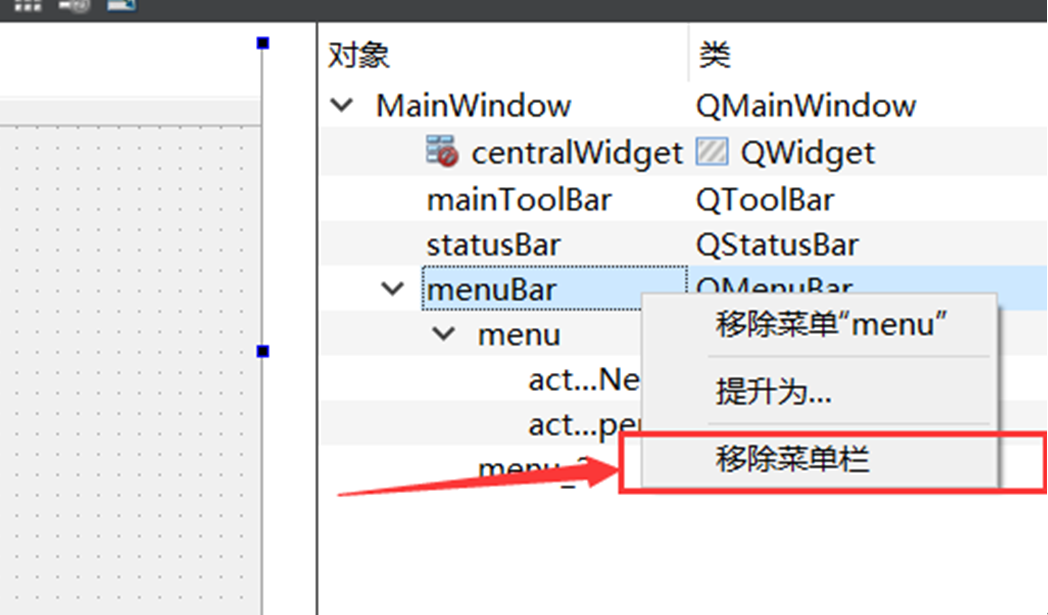 对象 类
MainWindow QMainWindow
centralWidget QWidget
mainToolBar QToolBar
statusBar QStatusBar
menuBar QMenuBar
移除菜单“menu”
menu
提升为...
act...Ne
act...pe
移除菜单栏
menu_